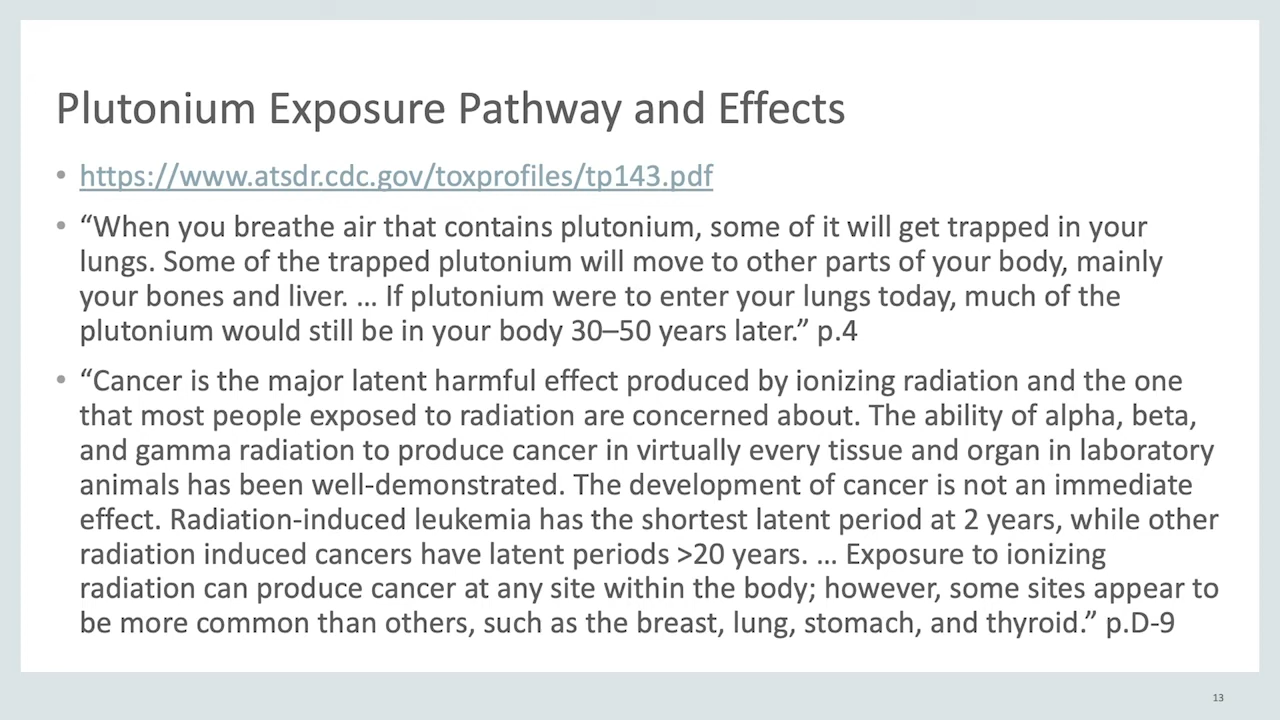 Plutonium Exposure Pathway and Effects
• https://www.atsdr.cdc.gov/toxprofiles/tp143.pdf
• “When you breathe air that contains plutonium, some of it will get trapped in your
lungs. Some of the trapped plutonium will move to other parts of your body, mainly
your bones and liver. … If plutonium were to enter your lungs today, much of the
plutonium would still be in your body 30–50 years later.” p.4
• “Cancer is the major latent harmful effect produced by ionizing radiation and the one
that most people exposed to radiation are concerned about. The ability of alpha, beta,
and gamma radiation to produce cancer in virtually every tissue and organ in laboratory
animals has been well-demonstrated. The development of cancer is not an immediate
effect. Radiation-induced leukemia has the shortest latent period at 2 years, while other
radiation induced cancers have latent periods >20 years. … Exposure to ionizing
radiation can produce cancer at any site within the body; however, some sites appear to
be more common than others, such as the breast, lung, stomach, and thyroid.” p.D-9
13